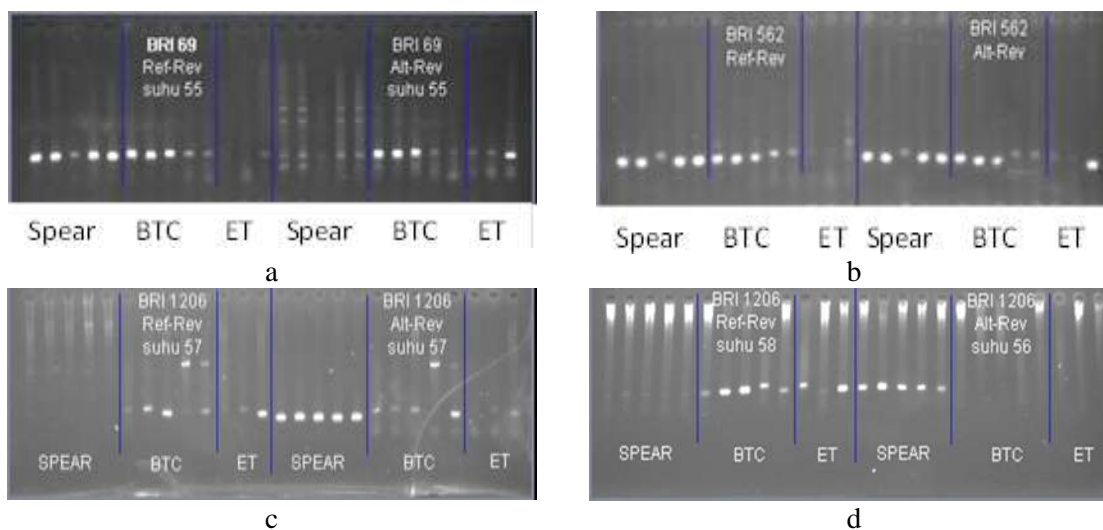 BRI 69
Ref-Rev
suhu 55
BRI 69
Alt-Rev
suhu 55
Spear BTC ET Spear BTC ET
a
BRI 562
Ref-Rev
BRI 562
Alt-Rev
Spear BTC ET Spear BTC ET
b
BRI 1206
Ref-Rev
suhu 57
BRI 1206
Alt-Rev
suhu 57
SPEAR BTC ET SPEAR BTC ET
c
BRI 1206
Ref-Rev
suhu 58
BRI 1206
Alt-Rev
suhu 56
SPEAR BTC ET SPEAR BTC ET
d